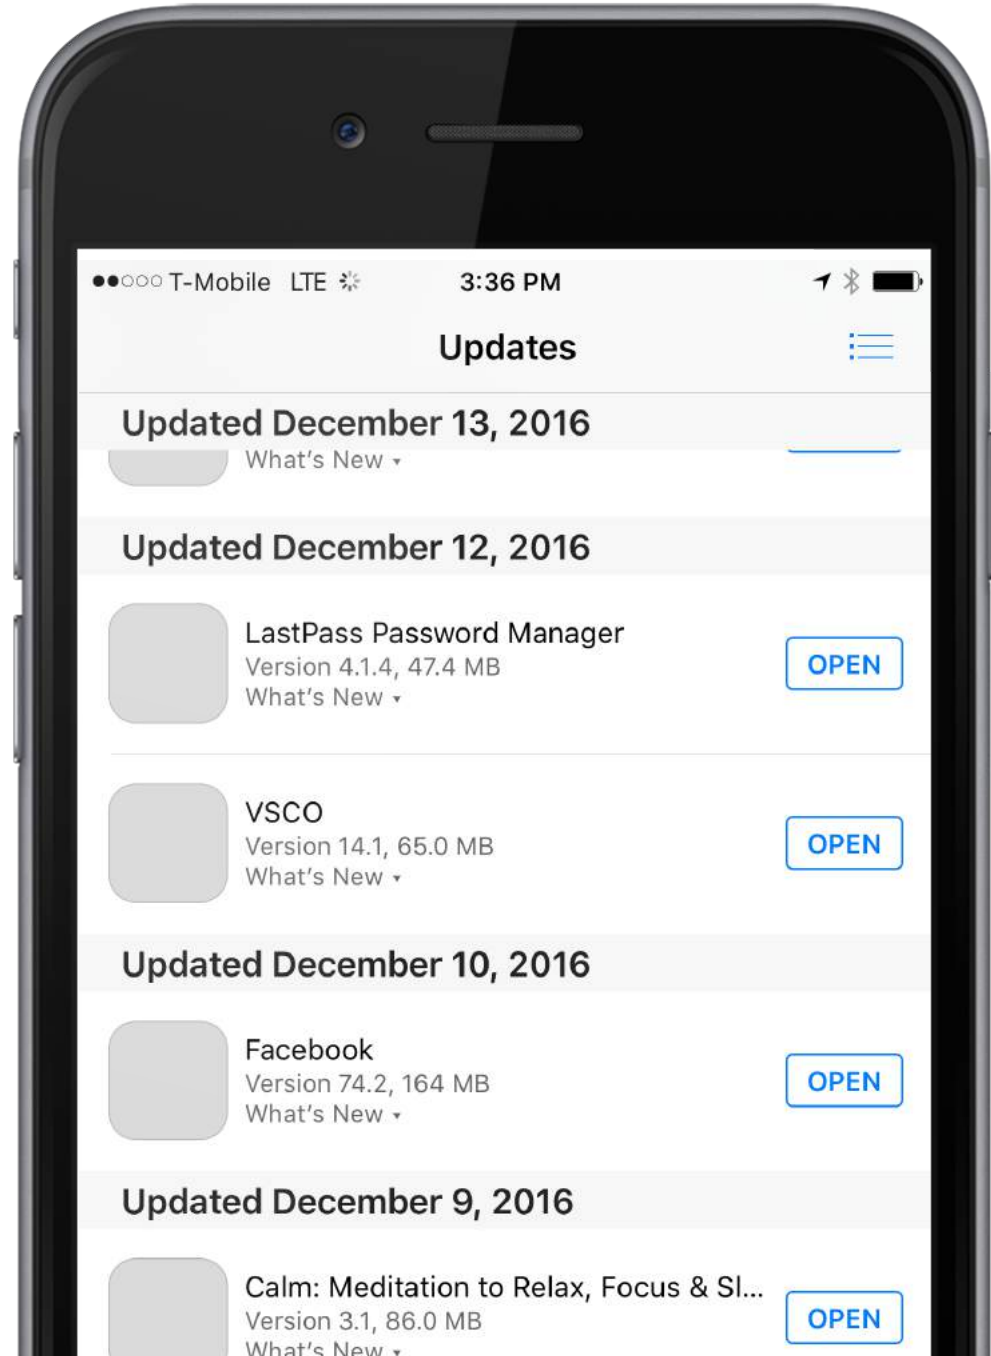 T-Mobile LTE 3:36 PM
Updates
Updated December 13, 2016
What's New
Updated December 12, 2016
LastPass Password Manager
Version 4.1.4, 47.4 MB
What's New
OPEN
VSCO
Version 14.1, 65.0 MB
What's New
OPEN
Updated December 10, 2016
Facebook
Version 74.2, 164 MB
What's New
OPEN
Updated December 9, 2016
Calm: Meditation to Relax, Focus & Sl...
Version 3.1, 86.0 MB
What's New
OPEN